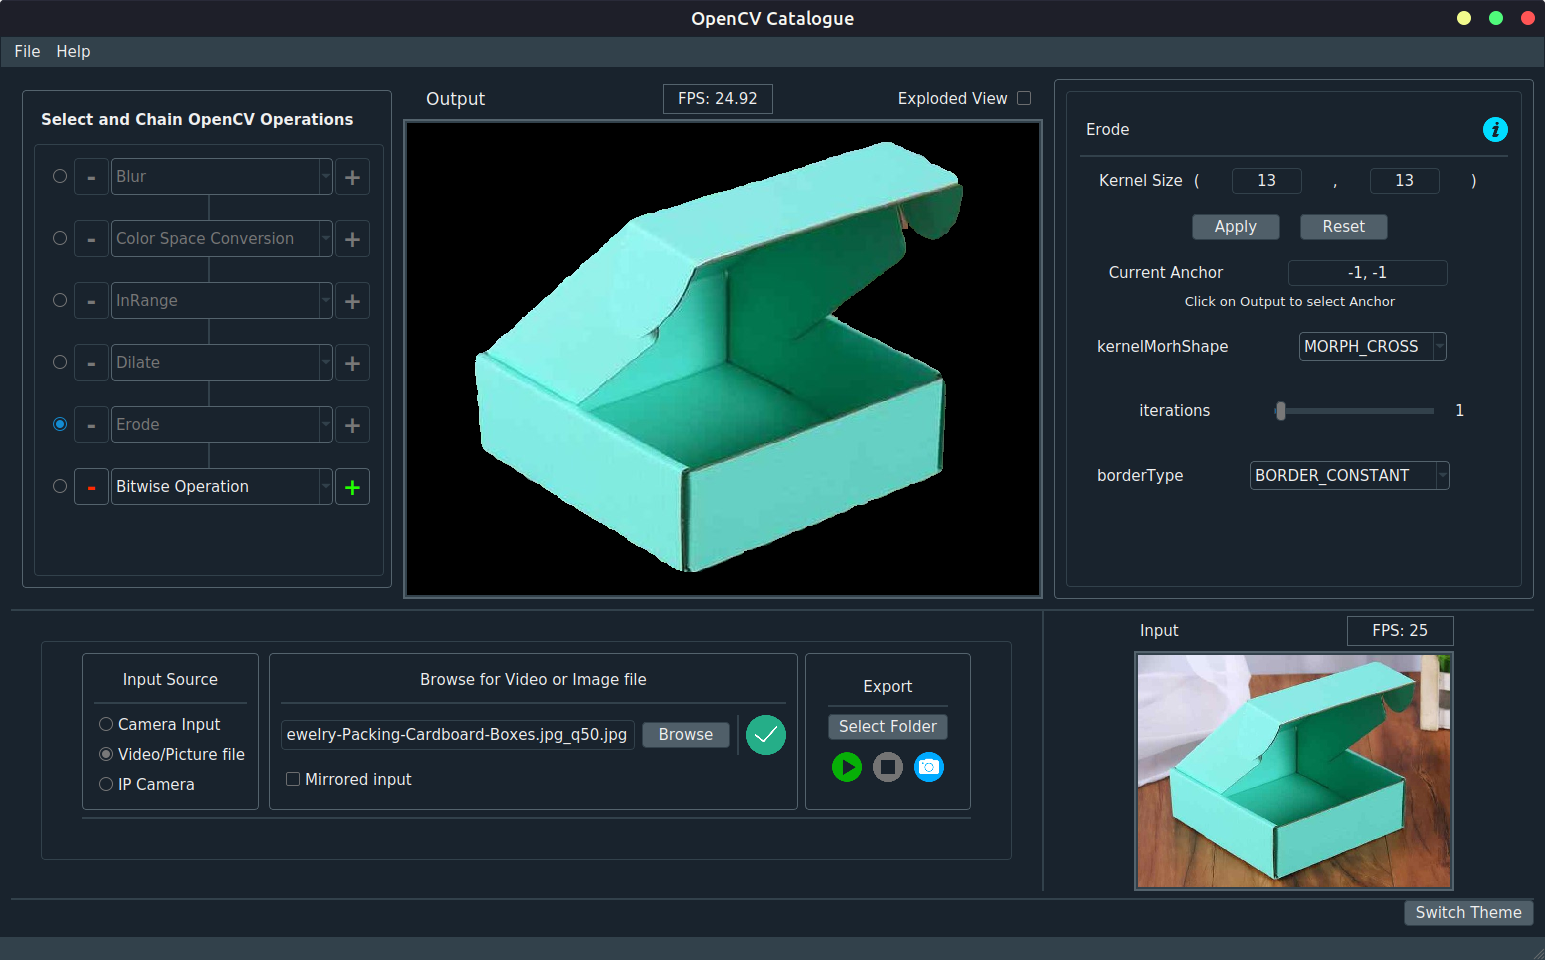 OpenCV Catalogue
File Help
Select and Chain OpenCV Operations
- Blur +
- Color Space Conversion +
- InRange +
- Dilate +
- Erode +
- Bitwise Operation +
Output
FPS: 24.92
Exploded View
Erode
i
Kernel Size ( 13 , 13 )
Apply Reset
Current Anchor -1, -1
Click on Output to select Anchor
kernelMorhShape MORPH_CROSS
iterations 1
borderType BORDER_CONSTANT
Input Source
Camera Input
Video/Picture file
IP Camera
Browse for Video or Image file
ewelry-Packing-Cardboard-Boxes.jpg_q50.jpg Browse
Mirrored input
Export
Select Folder
Input
FPS: 25
Switch Theme